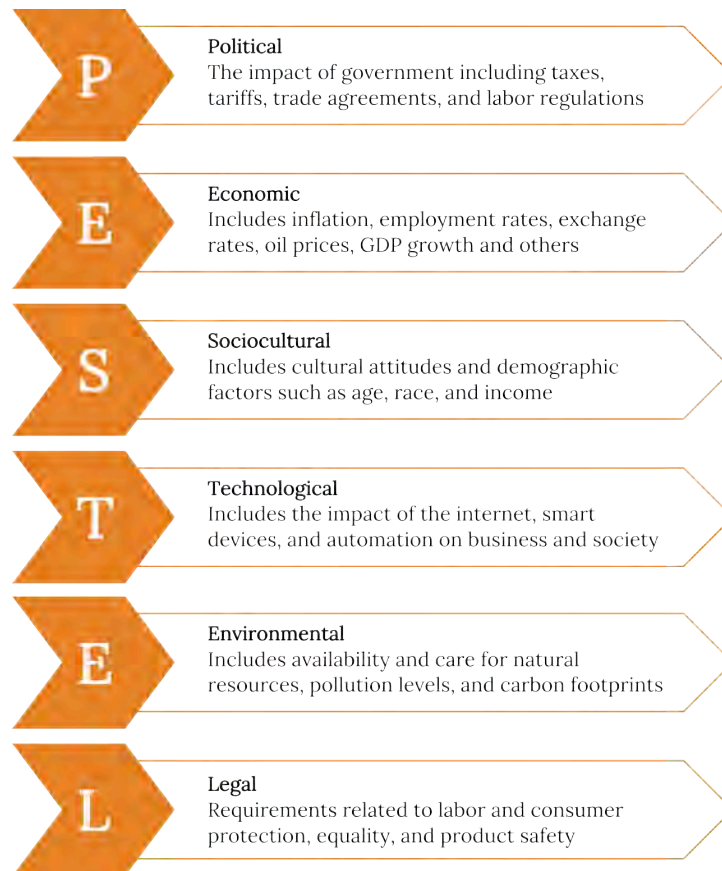 P
Political
The impact of government including taxes,
tariffs, trade agreements, and labor regulations
E
Economic
Includes inflation, employment rates, exchange
rates, oil prices, GDP growth and others
S
Sociocultural
Includes cultural attitudes and demographic
factors such as age, race, and income
T
Technological
Includes the impact of the internet, smart
devices, and automation on business and society
E
Environmental
Includes availability and care for natural
resources, pollution levels, and carbon footprints
L
Legal
Requirements related to labor and consumer
protection, equality, and product safety